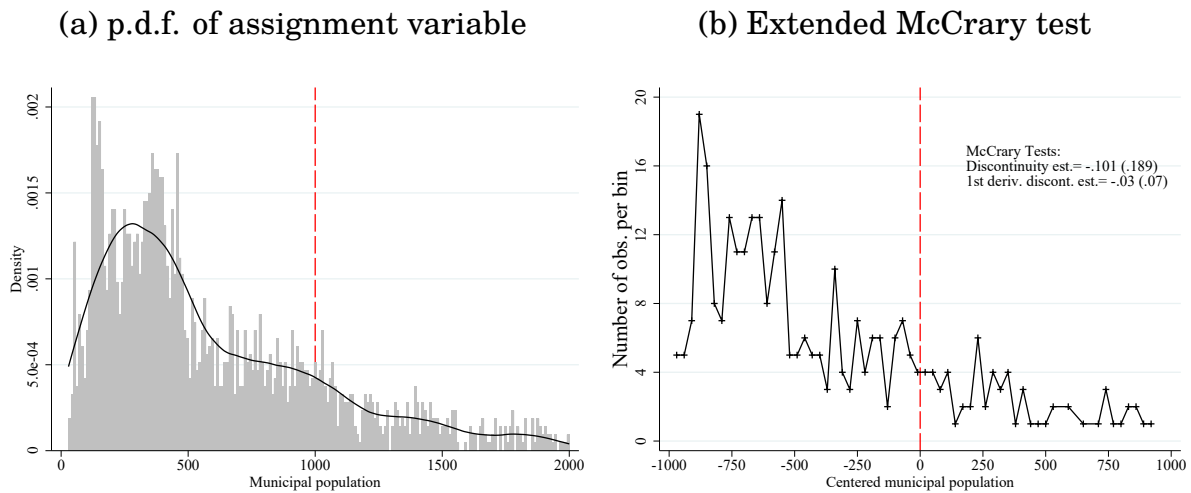 (a) p.d.f. of assignment variable
Density
0
5.0e-04
.001
.0015
.002
0
500
1000
1500
2000
Municipal population
(b) Extended McCrary test
Number of obs. per bin
0
4
8
12
16
20
McCrary Tests:
Discontinuity est.= -.101 (.189)
1st deriv. discont. est.= -.03 (.07)
-1000
-750
-500
-250
0
250
500
750
1000
Centered municipal population